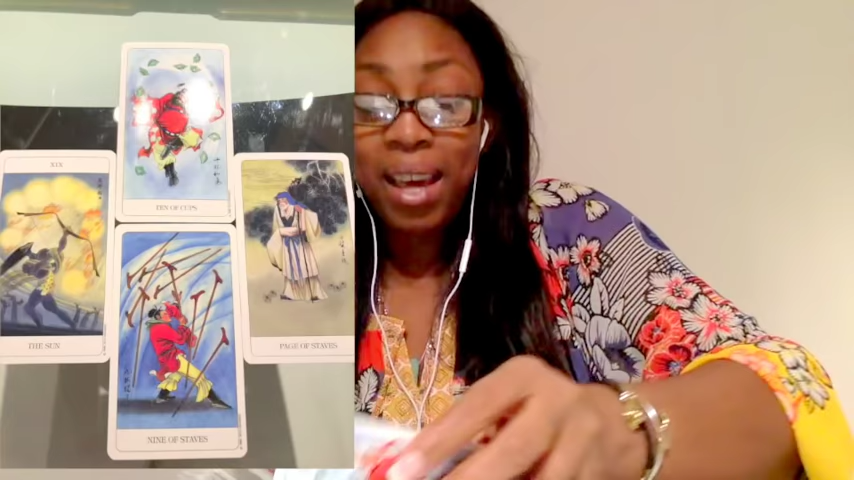 TEN OF CUPS
XIX
THE SUN
PAGE OF STAVES
NINE OF STAVES